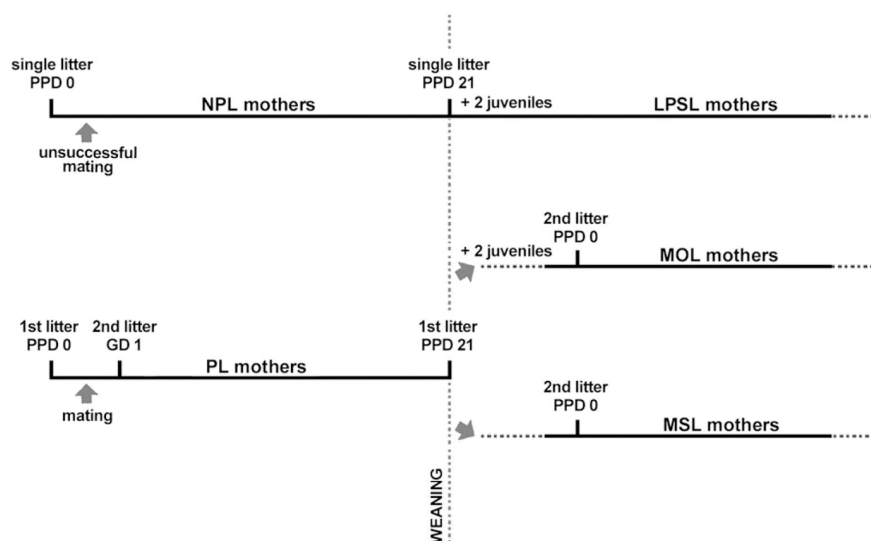 single litter
PPD 0
NPL mothers
single litter
PPD 21
+ 2 juveniles
LPSL mothers
unsuccessful
mating
2nd litter
PPD 0
+ 2 juveniles
MOL mothers
1st litter
PPD 0
2nd litter
GD 1
PL mothers
1st litter
PPD 21
mating
2nd litter
PPD 0
MSL mothers
WEANING